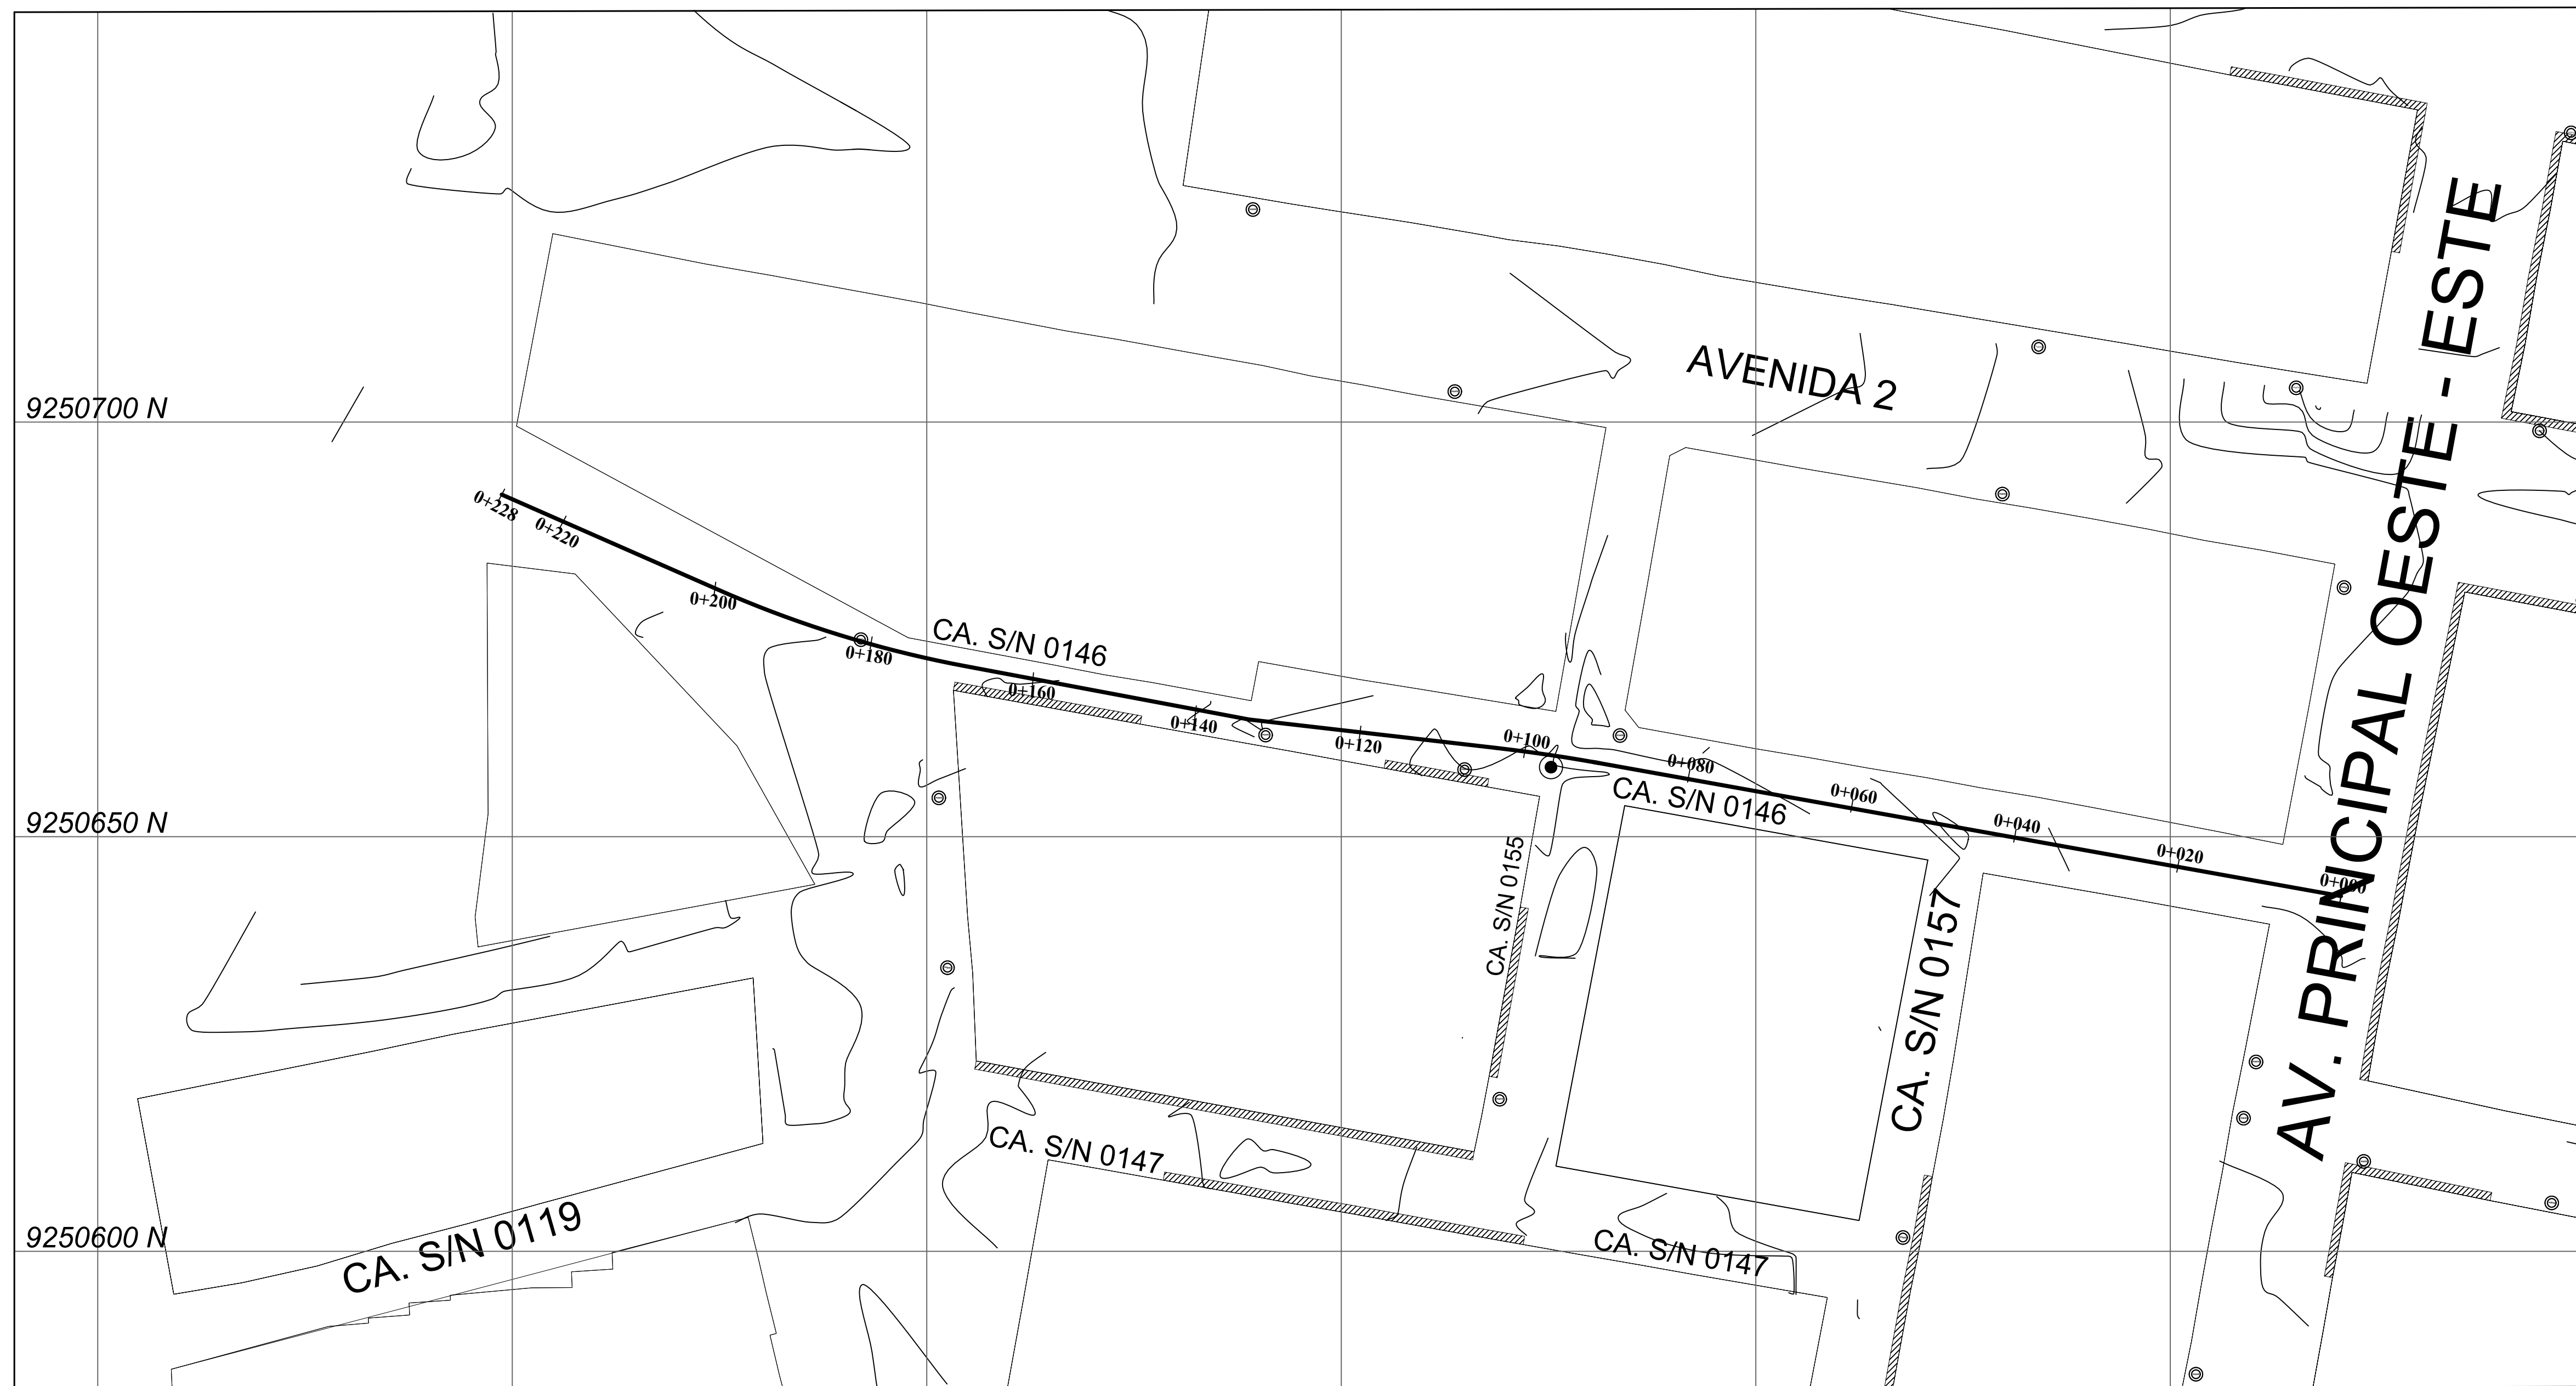 AVENIDA 2
9250700 N
AV. PRINCIPAL OESTE - ESTE
0+228
0+220
0+200
0+180
0+160
0+140
0+120
0+100
0+080
0+060
0+040
0+020
0+000
CA. S/N 0146
CA. S/N 0146
9250650 N
CA. S/N 0155
CA. S/N 0157
CA. S/N 0147
CA. S/N 0147
9250600 N
CA. S/N 0119